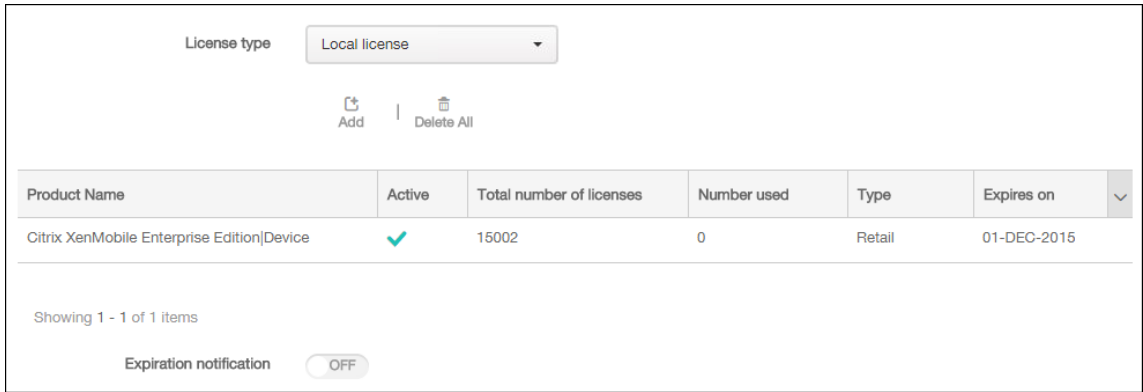 License type Local license
Add | Delete All
Product Name Active Total number of licenses Number used Type Expires on
Citrix XenMobile Enterprise Edition|Device 15002 0 Retail 01-DEC-2015
Showing 1 - 1 of 1 items
Expiration notification OFF